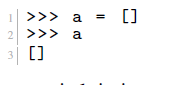 1 >>> a = []
2 >>> a
3 []